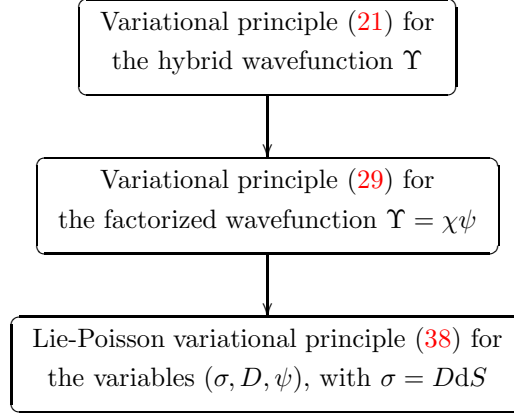 Variational principle (21) for
the hybrid wavefunction Υ
Variational principle (29) for
the factorized wavefunction Υ = χψ
Lie-Poisson variational principle (38) for
the variables (σ, D, ψ), with σ = DdS